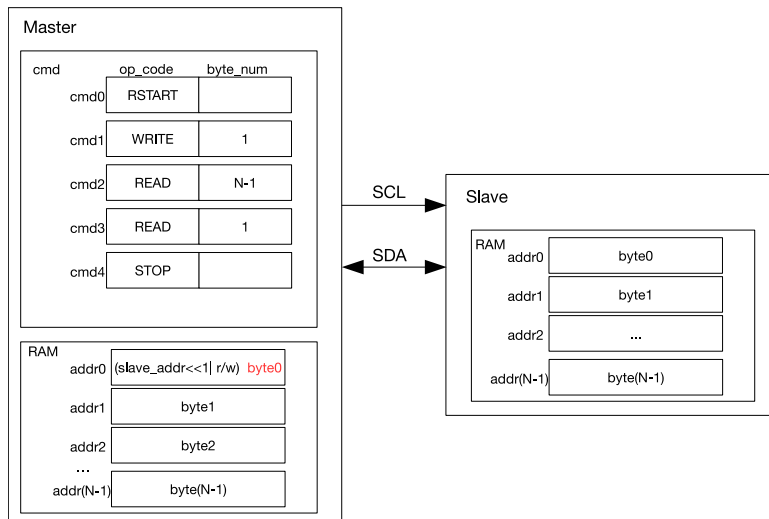 Master
cmd op_code byte_num
cmd0 RSTART
cmd1 WRITE 1
cmd2 READ N-1
cmd3 READ 1
cmd4 STOP
RAM
addr0 (slave_addr<<1| r/w) byte0
addr1 byte1
addr2 byte2
...
addr(N-1) byte(N-1)
SCL
SDA
Slave
RAM
addr0 byte0
addr1 byte1
addr2 ...
addr(N-1) byte(N-1)